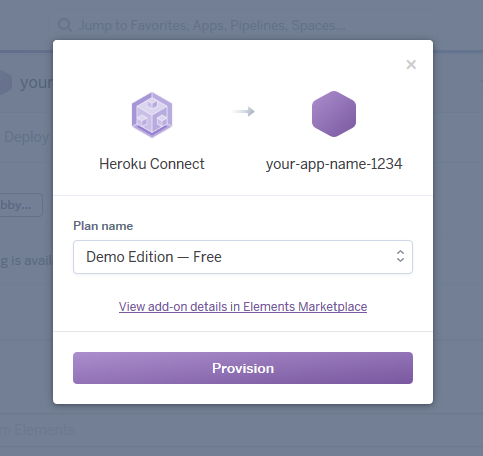 Jump to Favorites, Apps, Pipelines, Spaces...
your
Deploy
Heroku Connect
your-app-name-1234
bby...
g is avail
Plan name
Demo Edition — Free
View add-on details in Elements Marketplace
Provision
m Elements